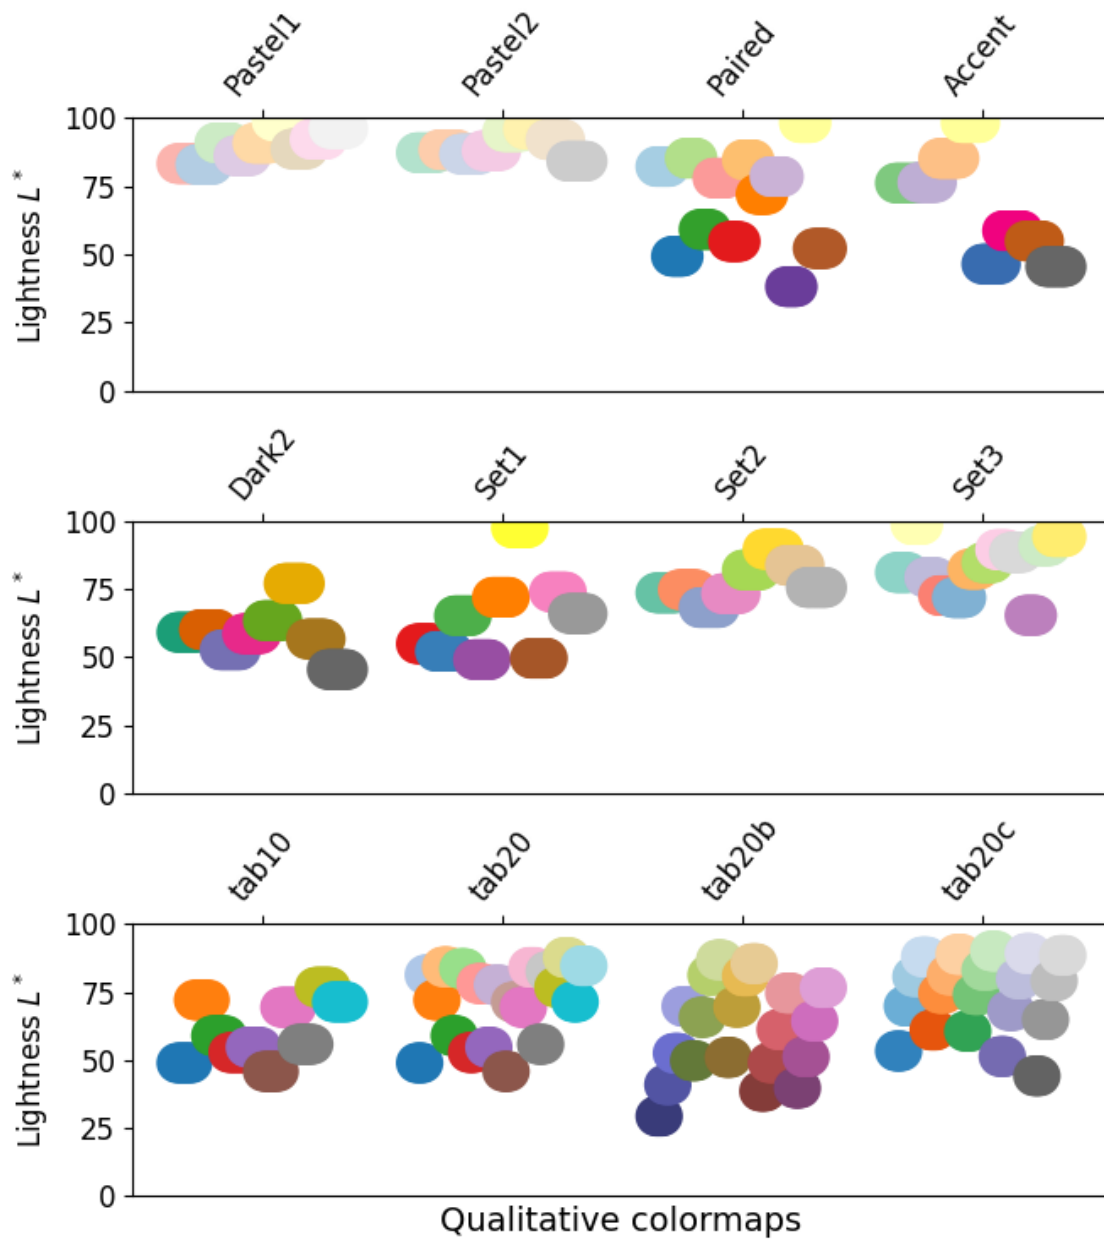 Pastel1 Pastel2 Paired Accent
100
75
50
25
0
Lightness L*
Dark2 Set1 Set2 Set3
100
75
50
25
0
Lightness L*
tab10 tab20 tab20b tab20c
100
75
50
25
0
Lightness L*
Qualitative colormaps